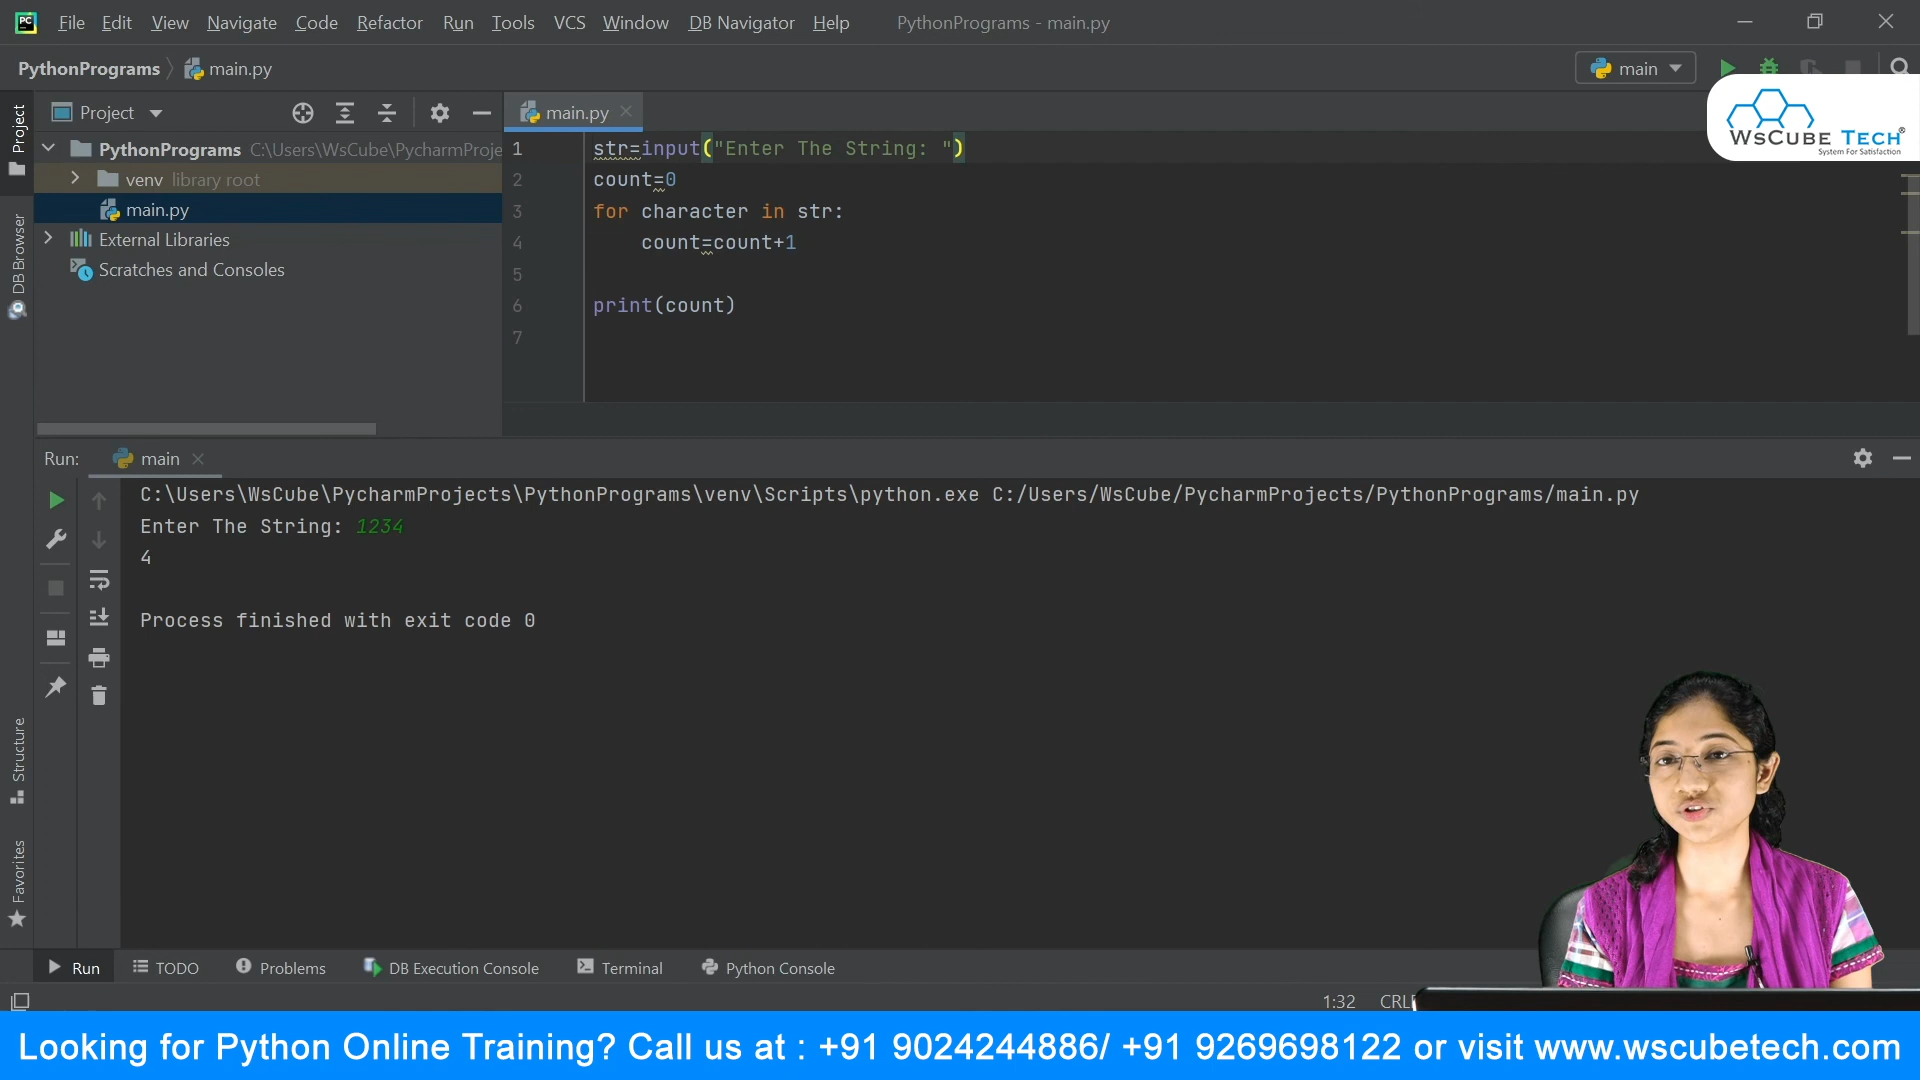 File Edit View Navigate Code Refactor Run Tools VCS Window DB Navigator Help PythonPrograms - main.py
PythonPrograms main.py main
Project
Project
main.py
WsCube Tech®
System For Satisfaction
PythonPrograms C:\Users\WsCube\PycharmProje
venv library root
main.py
External Libraries
Scratches and Consoles
DB Browser
1 str=input("Enter The String: ")
2 count=0
3 for character in str:
4 count=count+1
5
6 print(count)
7
Run: main
C:\Users\WsCube\PycharmProjects\PythonPrograms\venv\Scripts\python.exe C:/Users/WsCube/PycharmProjects/PythonPrograms/main.py
Enter The String: 1234
4
Process finished with exit code 0
Structure
Favorites
Run TODO Problems DB Execution Console Terminal Python Console
1:32 CRLF
Looking for Python Online Training? Call us at : +91 9024244886/ +91 9269698122 or visit www.wscubetech.com